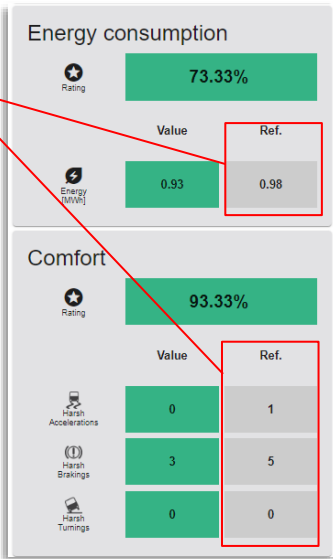 Energy consumption
Rating
73.33%
Value Ref.
Energy
[MWh]
0.93 0.98
Comfort
Rating
93.33%
Value Ref.
Harsh
Accelerations
0 1
Harsh
Brakings
3 5
Harsh
Turnings
0 0